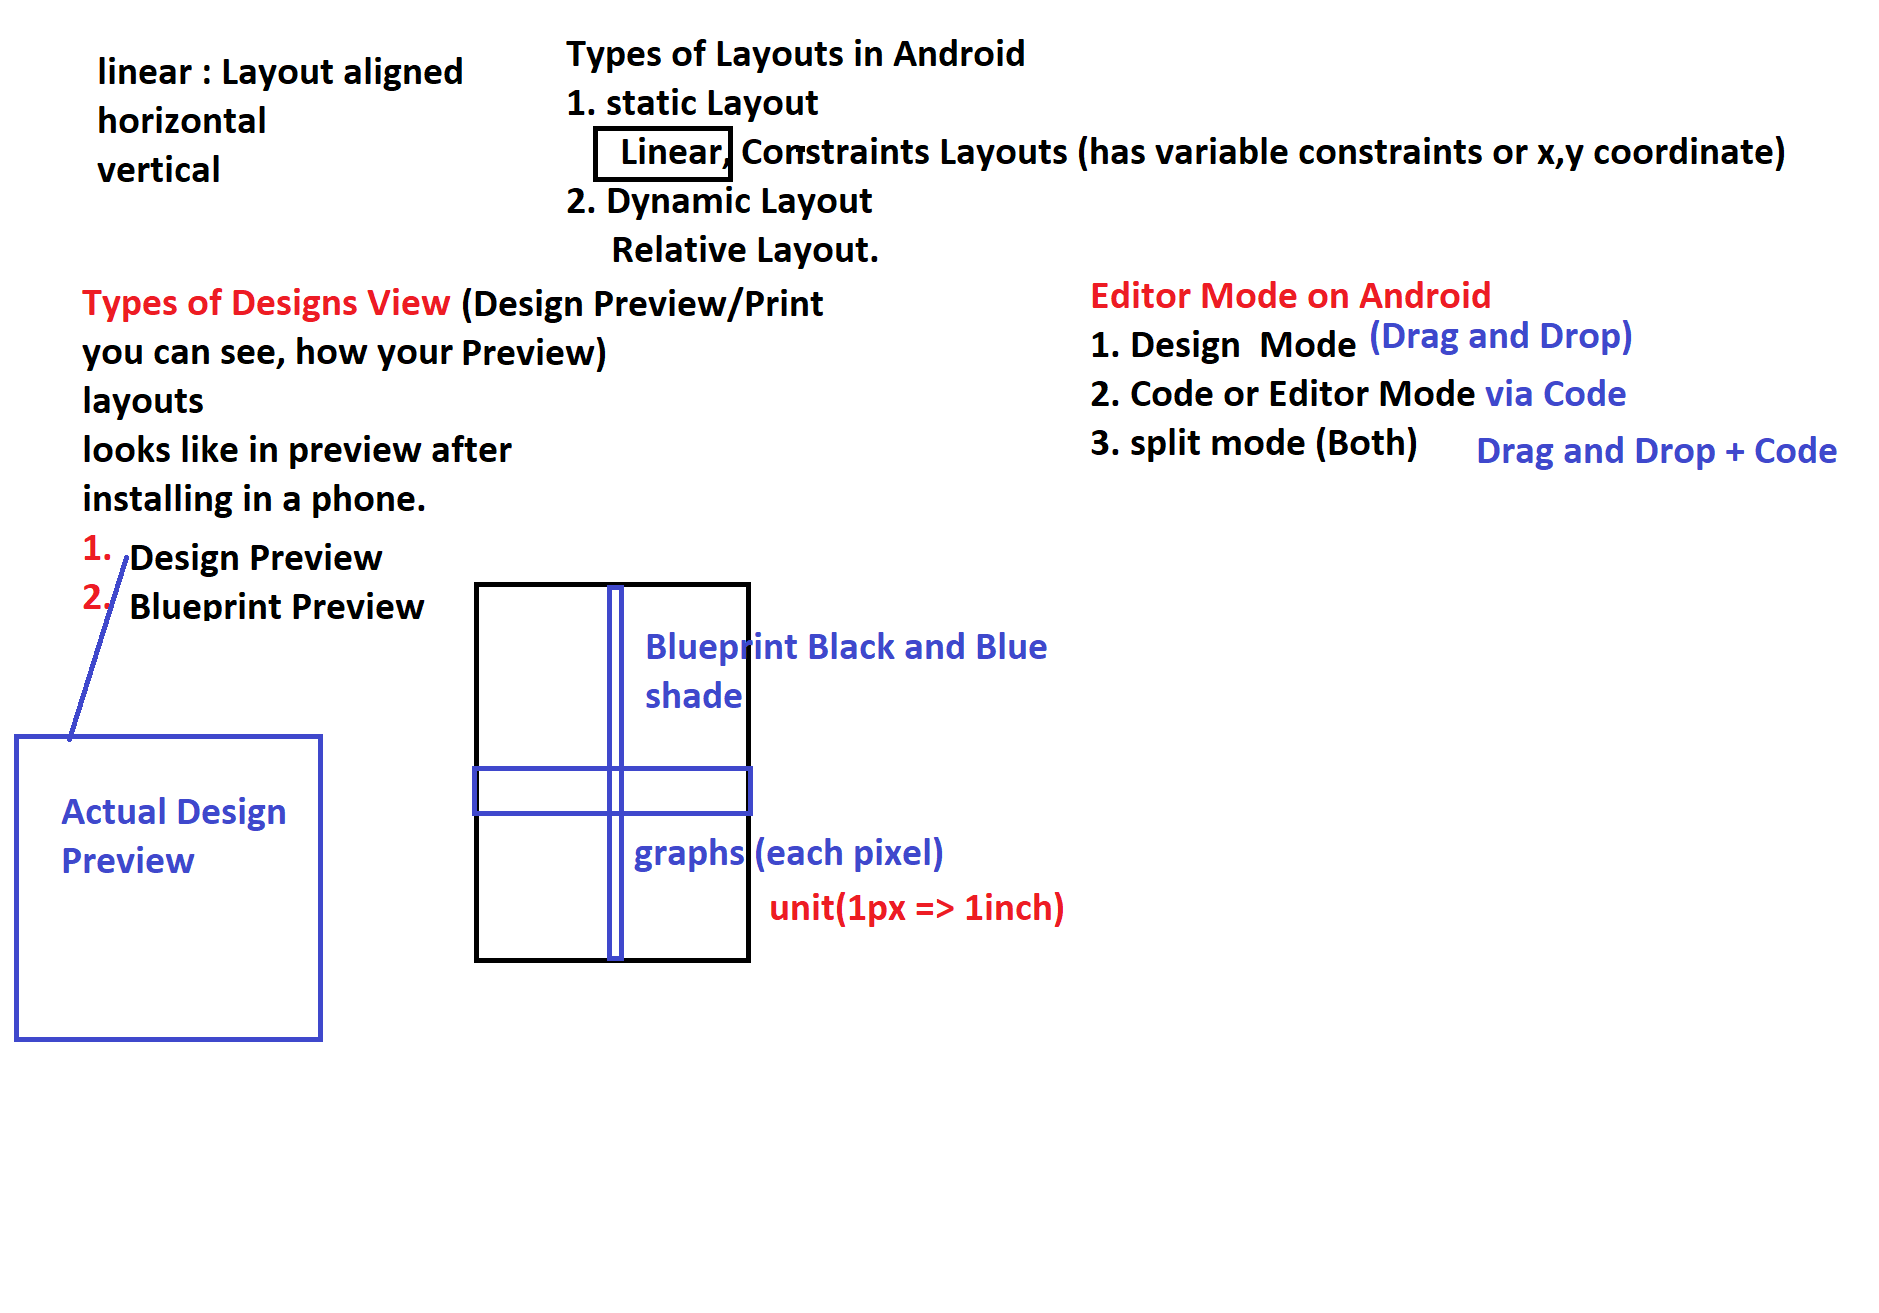 linear : Layout aligned
horizontal
vertical
Types of Layouts in Android
1. static Layout
Linear, Constraints Layouts (has variable constraints or x,y coordinate)
2. Dynamic Layout
Relative Layout.
Types of Designs View (Design Preview/Print
you can see, how your Preview)
layouts
looks like in preview after
installing in a phone.
1. Design Preview
2. Blueprint Preview
Editor Mode on Android
1. Design  Mode (Drag and Drop)
2. Code or Editor Mode via Code
3. split mode (Both) Drag and Drop + Code
Blueprint Black and Blue
shade
Actual Design
Preview
graphs (each pixel)
unit(1px => 1inch)